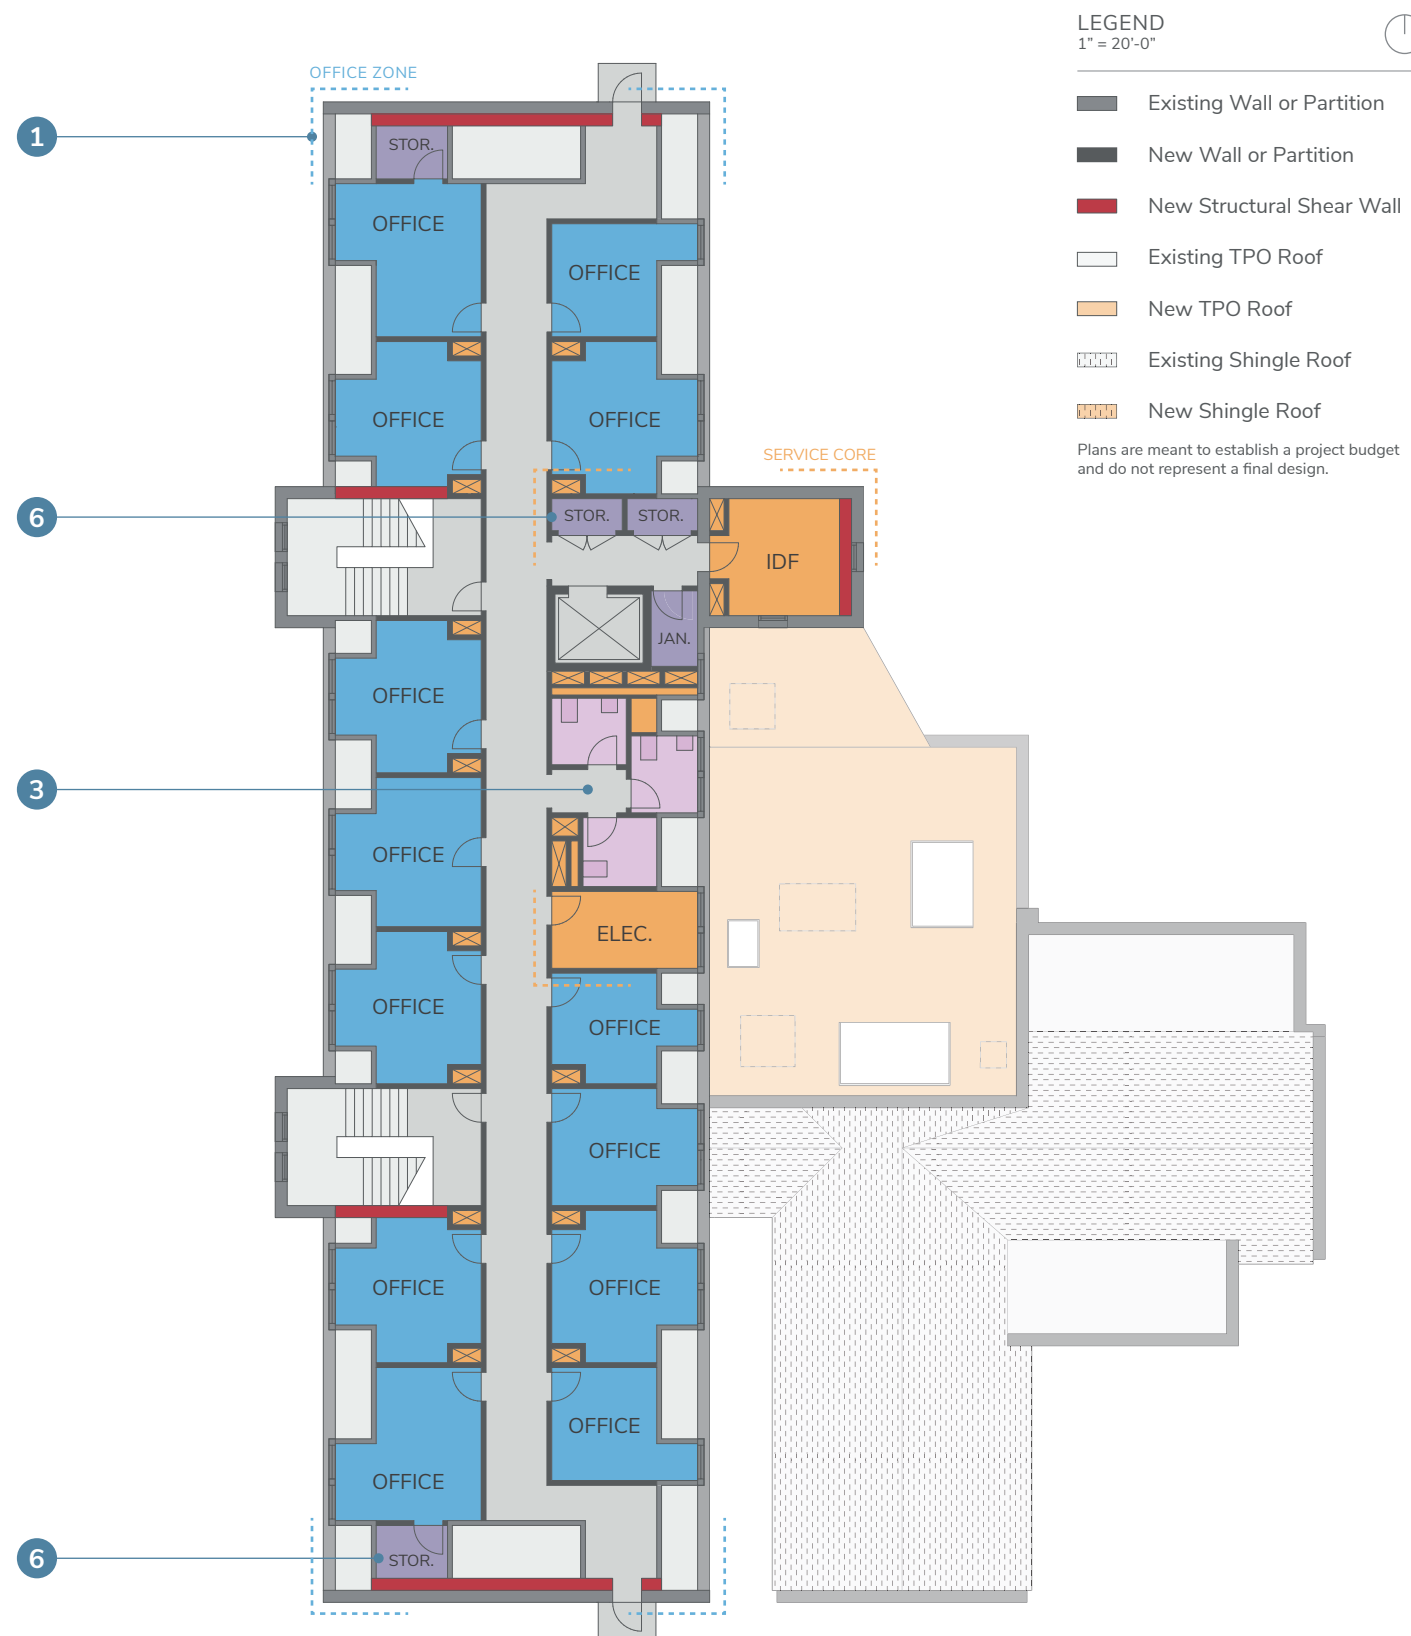 LEGEND
1” = 20’-0”
Existing Wall or Partition
New Wall or Partition
New Structural Shear Wall
Existing TPO Roof
New TPO Roof
Existing Shingle Roof
New Shingle Roof
Plans are meant to establish a project budget
and do not represent a final design.
OFFICE ZONE
1
STOR.
OFFICE
OFFICE
OFFICE
OFFICE
SERVICE CORE
6
STOR.
STOR.
IDF
JAN.
OFFICE
3
OFFICE
ELEC.
OFFICE
OFFICE
OFFICE
OFFICE
OFFICE
OFFICE
OFFICE
6
STOR.